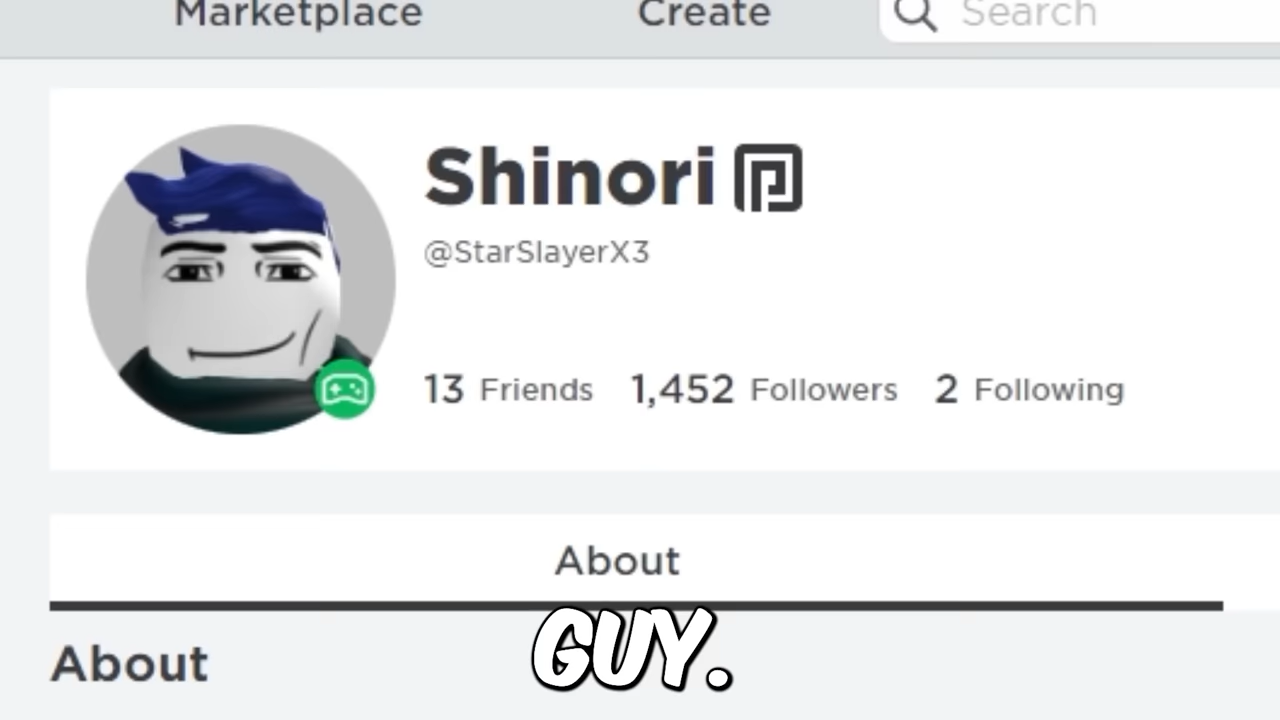 Marketplace Create Search
Shinori
@StarSlayerX3
13 Friends 1,452 Followers 2 Following
About
GUY.
About